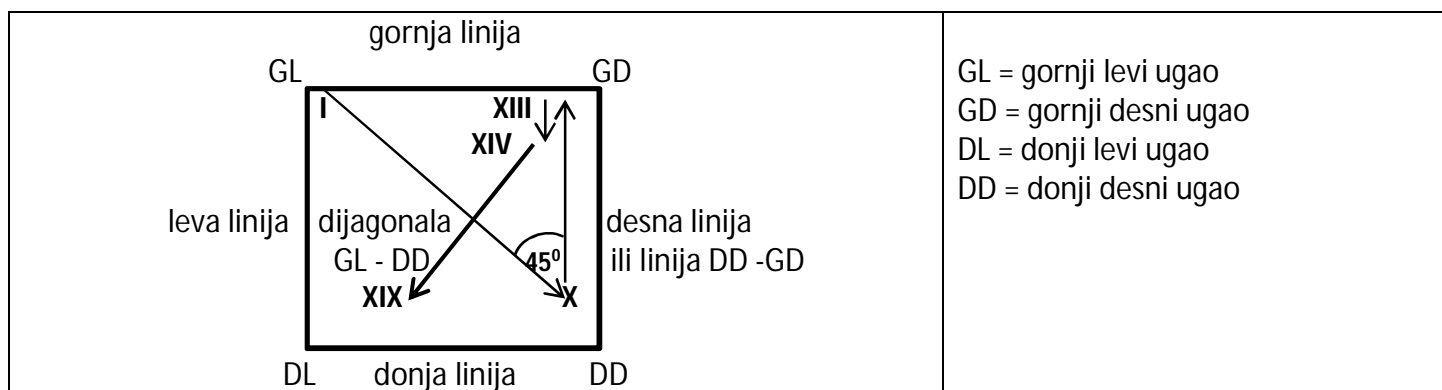 gornja linija
GL GD
I XIII
XIV
leva linija dijagonala desna linija
GL - DD 45⁰ ili linija DD -GD
XIX X
DL donja linija DD
GL = gornji levi ugao
GD = gornji desni ugao
DL = donji levi ugao
DD = donji desni ugao